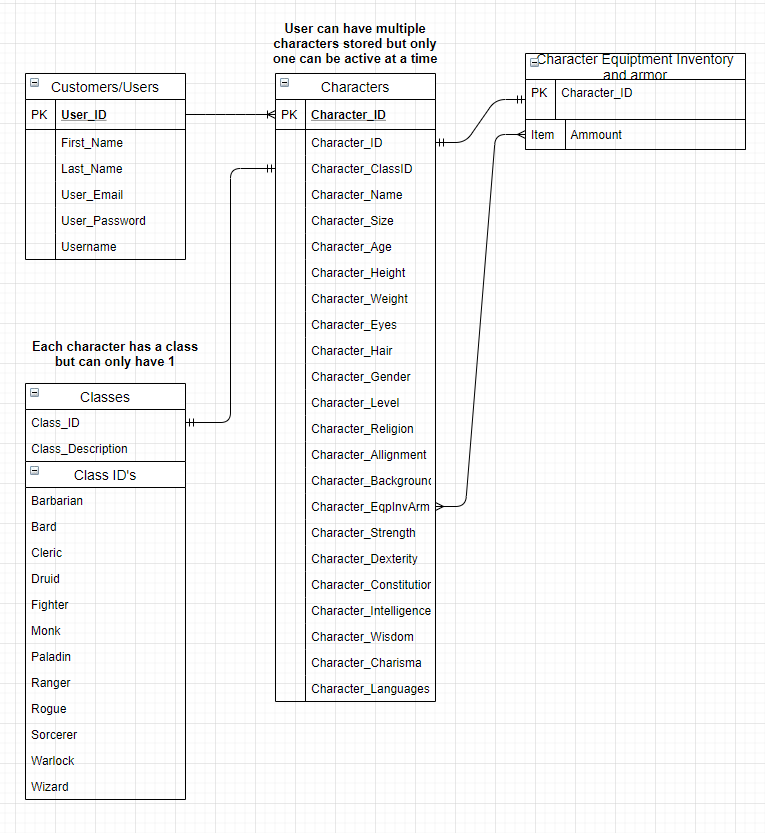 User can have multiple
characters stored but only
one can be active at a time
Customers/Users
PK User_ID
First_Name
Last_Name
User_Email
User_Password
Username
Characters
PK Character_ID
Character_ID
Character_ClassID
Character_Name
Character_Size
Character_Age
Character_Height
Character_Weight
Character_Eyes
Character_Hair
Character_Gender
Character_Level
Character_Religion
Character_Allignment
Character_Background
Character_EqpInvArm
Character_Strength
Character_Dexterity
Character_Constitution
Character_Intelligence
Character_Wisdom
Character_Charisma
Character_Languages
Character Equiptment Inventory
and armor
PK Character_ID
Item Ammount
Each character has a class
but can only have 1
Classes
Class_ID
Class_Description
Class ID's
Barbarian
Bard
Cleric
Druid
Fighter
Monk
Paladin
Ranger
Rogue
Sorcerer
Warlock
Wizard